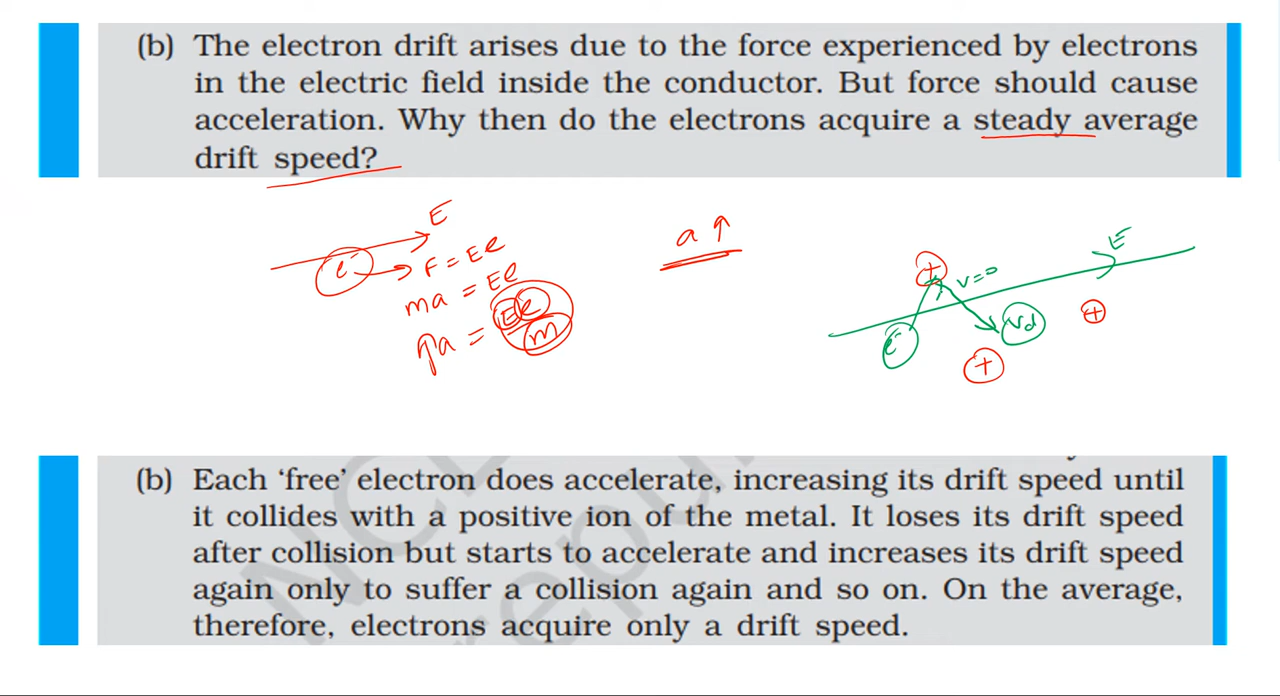 (b) The electron drift arises due to the force experienced by electrons
in the electric field inside the conductor. But force should cause
acceleration. Why then do the electrons acquire a steady average
drift speed?
E
e⁻
F = Ee
ma = Ee
↑a = Ee/m
a ↑
E
+
v=0
e⁻
Vd
+
+
(b) Each ‘free’ electron does accelerate, increasing its drift speed until
it collides with a positive ion of the metal. It loses its drift speed
after collision but starts to accelerate and increases its drift speed
again only to suffer a collision again and so on. On the average,
therefore, electrons acquire only a drift speed.